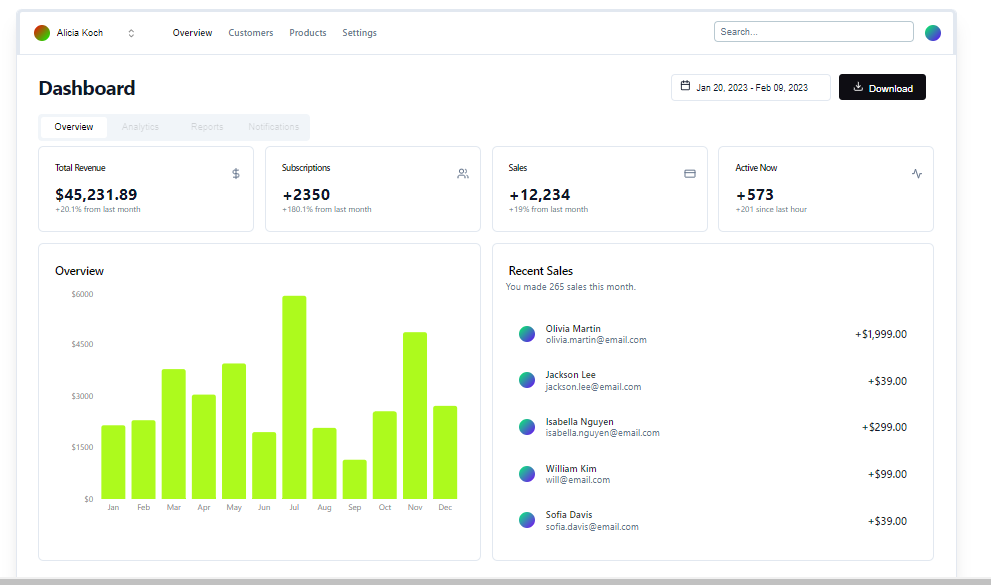 Alicia Koch
Overview Customers Products Settings
Search...
Dashboard
Jan 20, 2023 - Feb 09, 2023
Download
Overview Analytics Reports Notifications
Total Revenue
$45,231.89
+20.1% from last month
Subscriptions
+2350
+180.1% from last month
Sales
+12,234
+19% from last month
Active Now
+573
+201 since last hour
Overview
$6000
$4500
$3000
$1500
$0
Jan Feb Mar Apr May Jun Jul Aug Sep Oct Nov Dec
Recent Sales
You made 265 sales this month.
Olivia Martin
olivia.martin@email.com
+$1,999.00
Jackson Lee
jackson.lee@email.com
+$39.00
Isabella Nguyen
isabella.nguyen@email.com
+$299.00
William Kim
will@email.com
+$99.00
Sofia Davis
sofia.davis@email.com
+$39.00